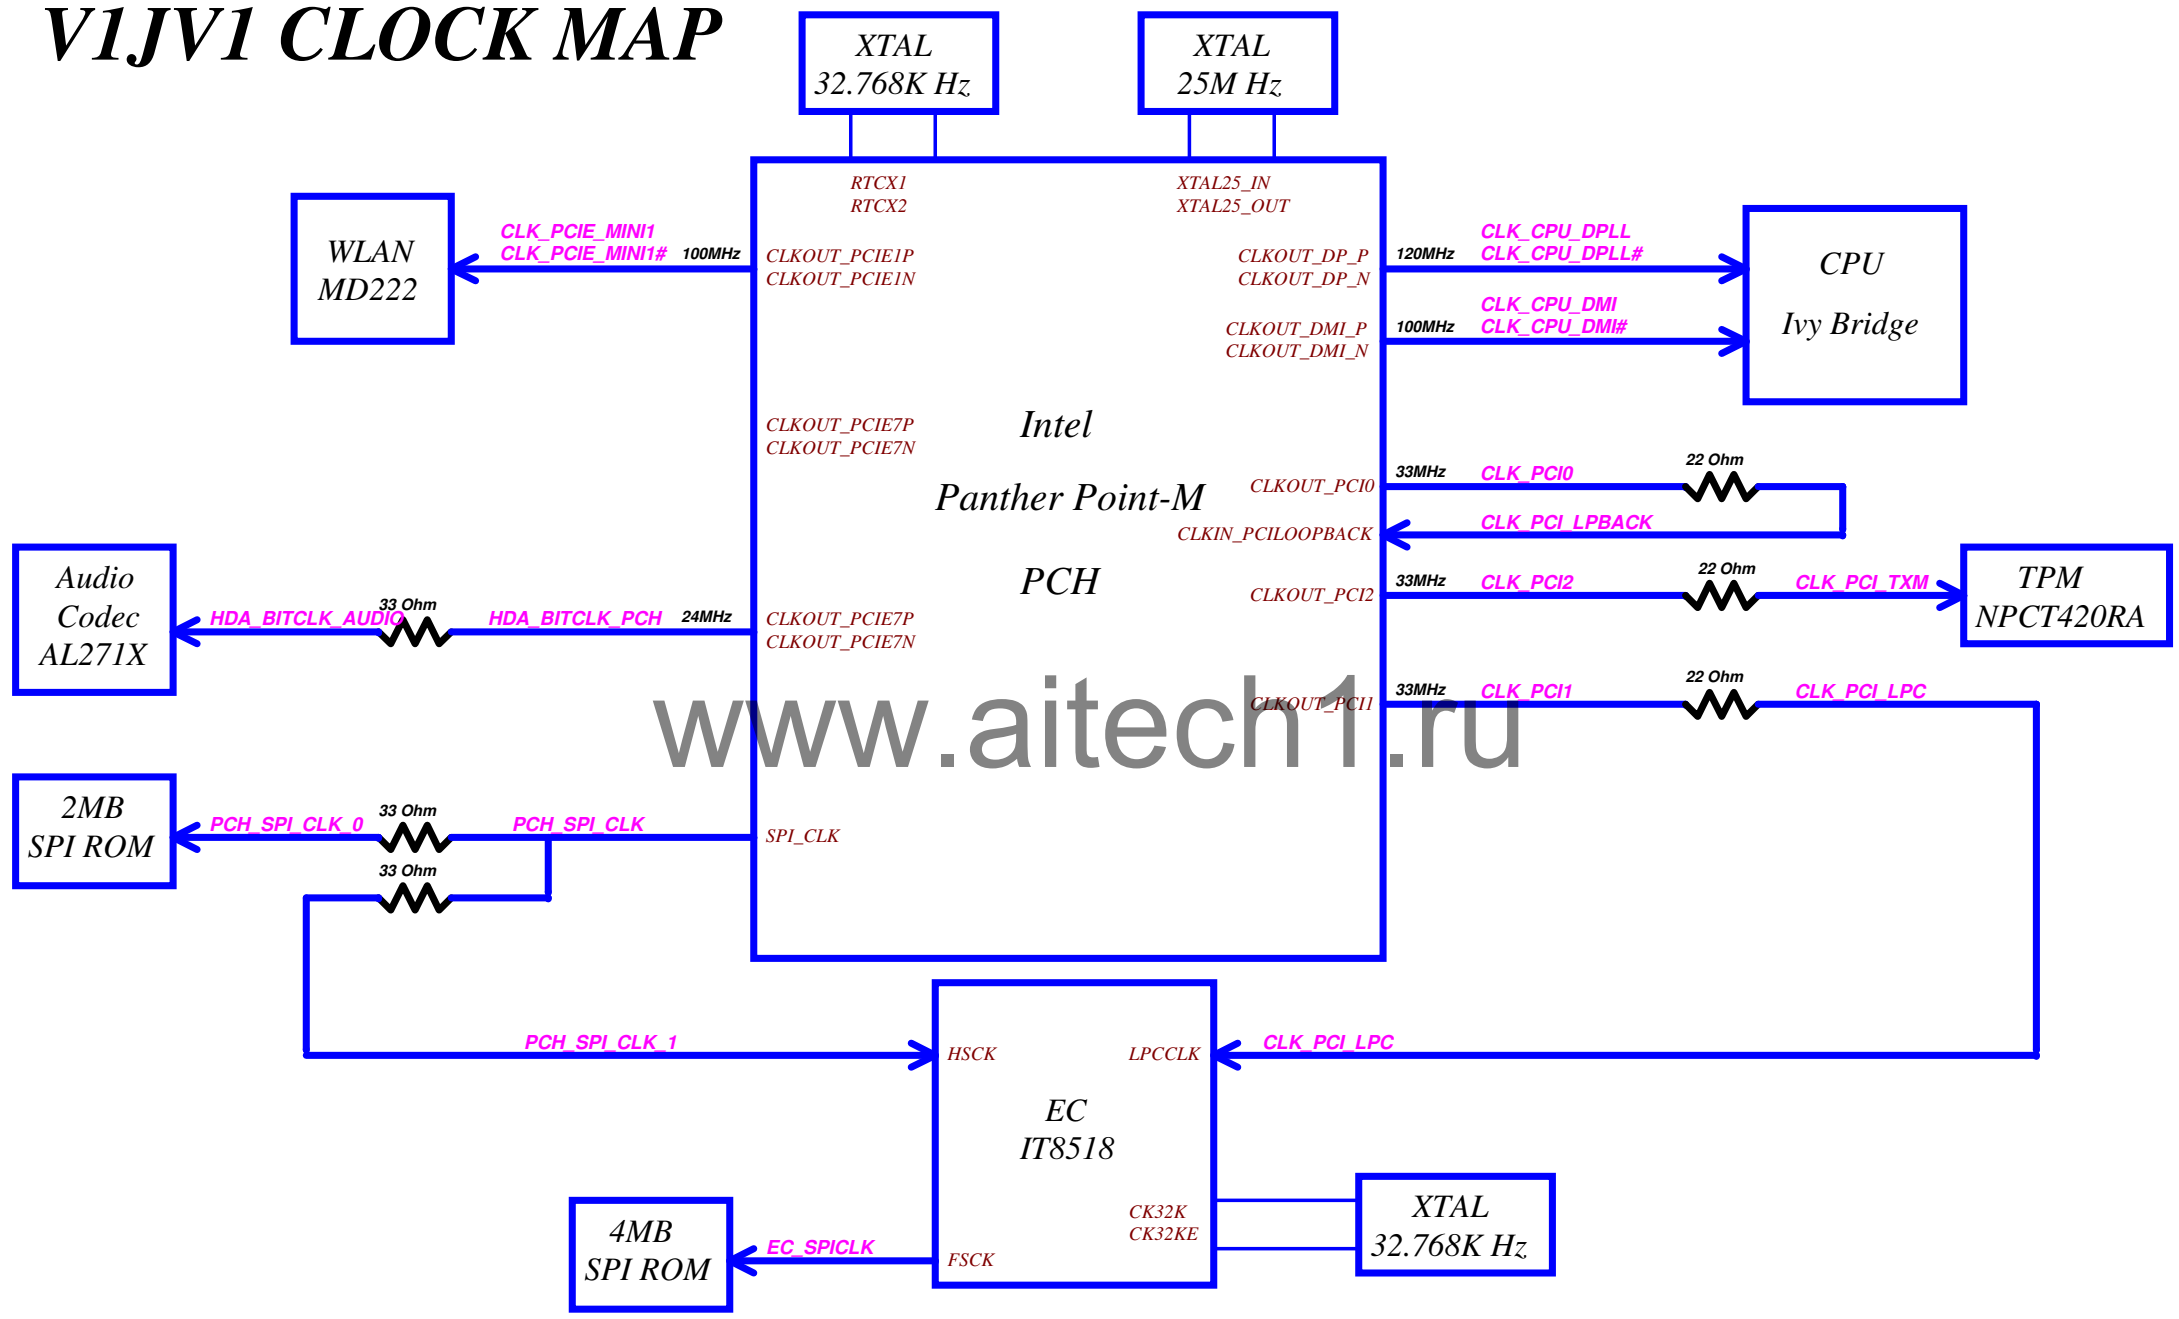 V1JV1 CLOCK MAP
XTAL
32.768K Hz
XTAL
25M Hz
RTCX1
RTCX2
XTAL25_IN
XTAL25_OUT
WLAN
MD222
CLK_PCIE_MINI1
CLK_PCIE_MINI1#
100MHz
CLKOUT_PCIE1P
CLKOUT_PCIE1N
CLKOUT_DP_P
CLKOUT_DP_N
120MHz
CLK_CPU_DPLL
CLK_CPU_DPLL#
CLKOUT_DMI_P
CLKOUT_DMI_N
100MHz
CLK_CPU_DMI
CLK_CPU_DMI#
CPU
Ivy Bridge
CLKOUT_PCIE7P
CLKOUT_PCIE7N
Intel
Panther Point-M
PCH
CLKOUT_PCI0
33MHz
CLK_PCI0
22 Ohm
CLKIN_PCILOOPBACK
CLK_PCI_LPBACK
CLKOUT_PCI2
33MHz
CLK_PCI2
22 Ohm
CLK_PCI_TXM
TPM
NPCT420RA
Audio
Codec
AL271X
HDA_BITCLK_AUDIO
33 Ohm
HDA_BITCLK_PCH
24MHz
CLKOUT_PCIE7P
CLKOUT_PCIE7N
CLKOUT_PCI1
33MHz
CLK_PCI1
22 Ohm
CLK_PCI_LPC
www.aitech1.ru
2MB
SPI ROM
PCH_SPI_CLK_0
33 Ohm
PCH_SPI_CLK
SPI_CLK
33 Ohm
PCH_SPI_CLK_1
HSCK
LPCCLK
CLK_PCI_LPC
EC
IT8518
CK32K
CK32KE
XTAL
32.768K Hz
4MB
SPI ROM
EC_SPICLK
FSCK